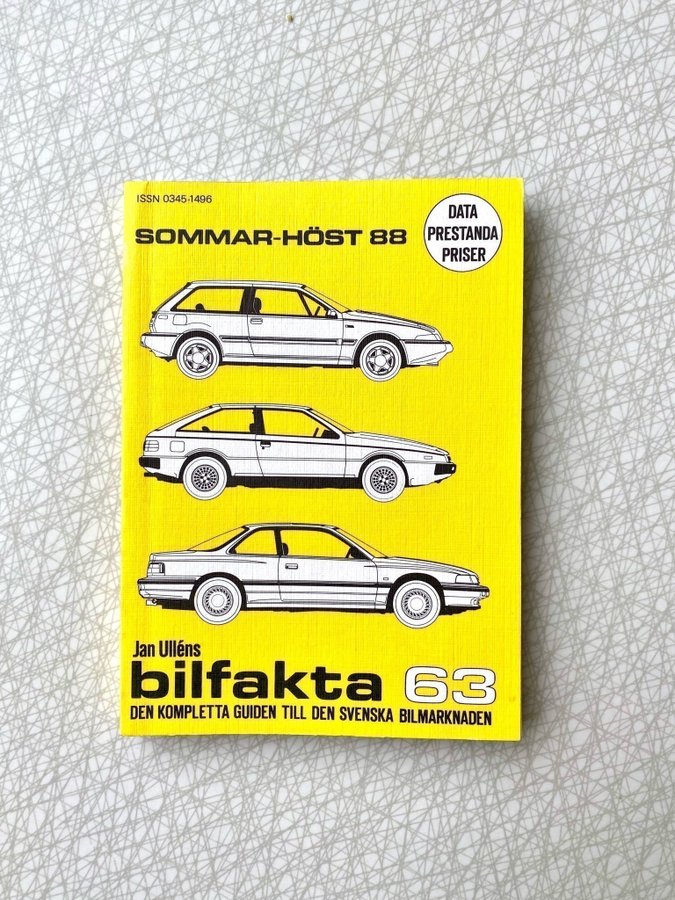 ISSN 0345-1496
SOMMAR-HÖST 88
DATA
PRESTANDA
PRISER
Jan Ulléns
bilfakta 63
DEN KOMPLETTA GUIDEN TILL DEN SVENSKA BILMARKNADEN